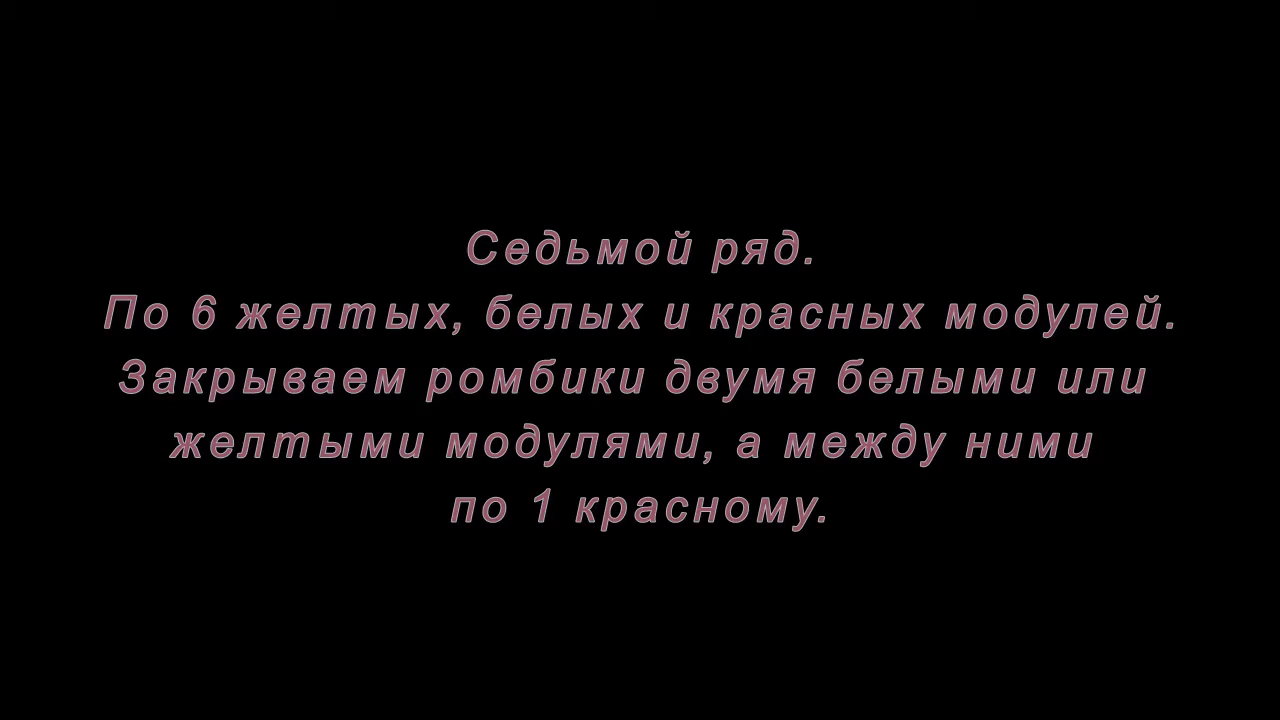 Седьмой ряд.
По 6 желтых, белых и красных модулей.
Закрываем ромбики двумя белыми или
желтыми модулями, а между ними
по 1 красному.